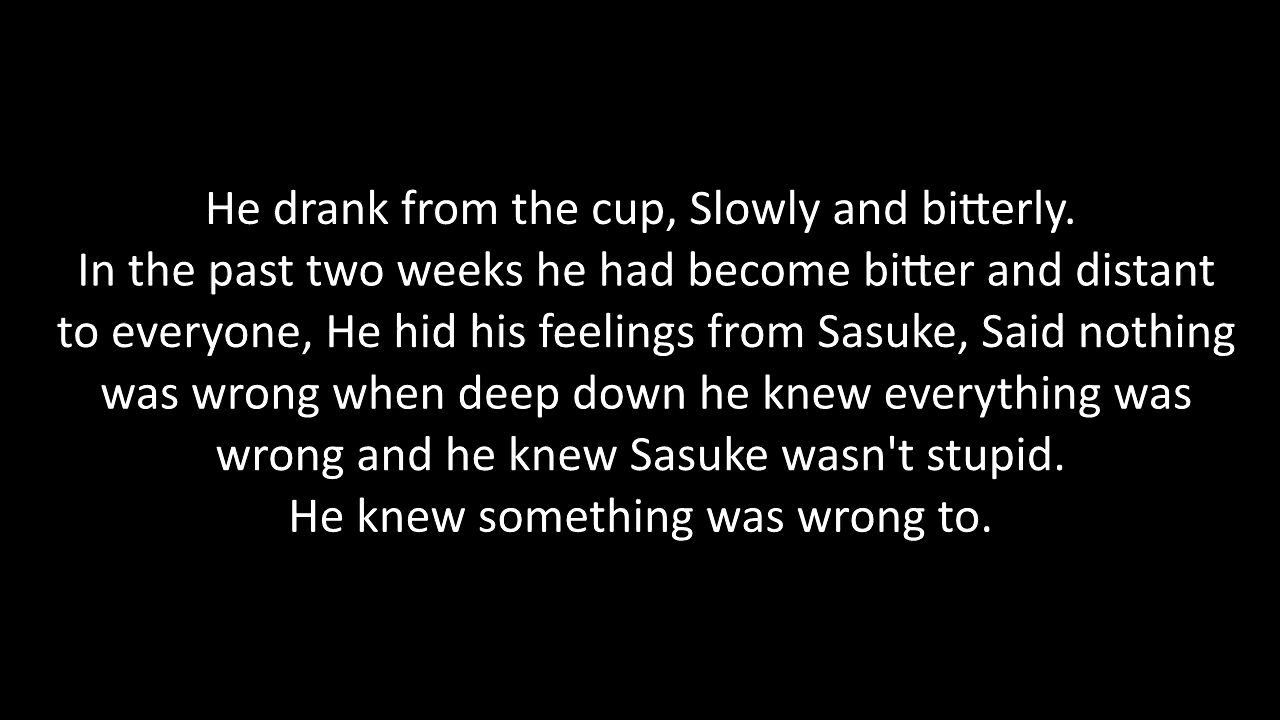 He drank from the cup, Slowly and bitterly.
In the past two weeks he had become bitter and distant
to everyone, He hid his feelings from Sasuke, Said nothing
was wrong when deep down he knew everything was
wrong and he knew Sasuke wasn't stupid.
He knew something was wrong to.